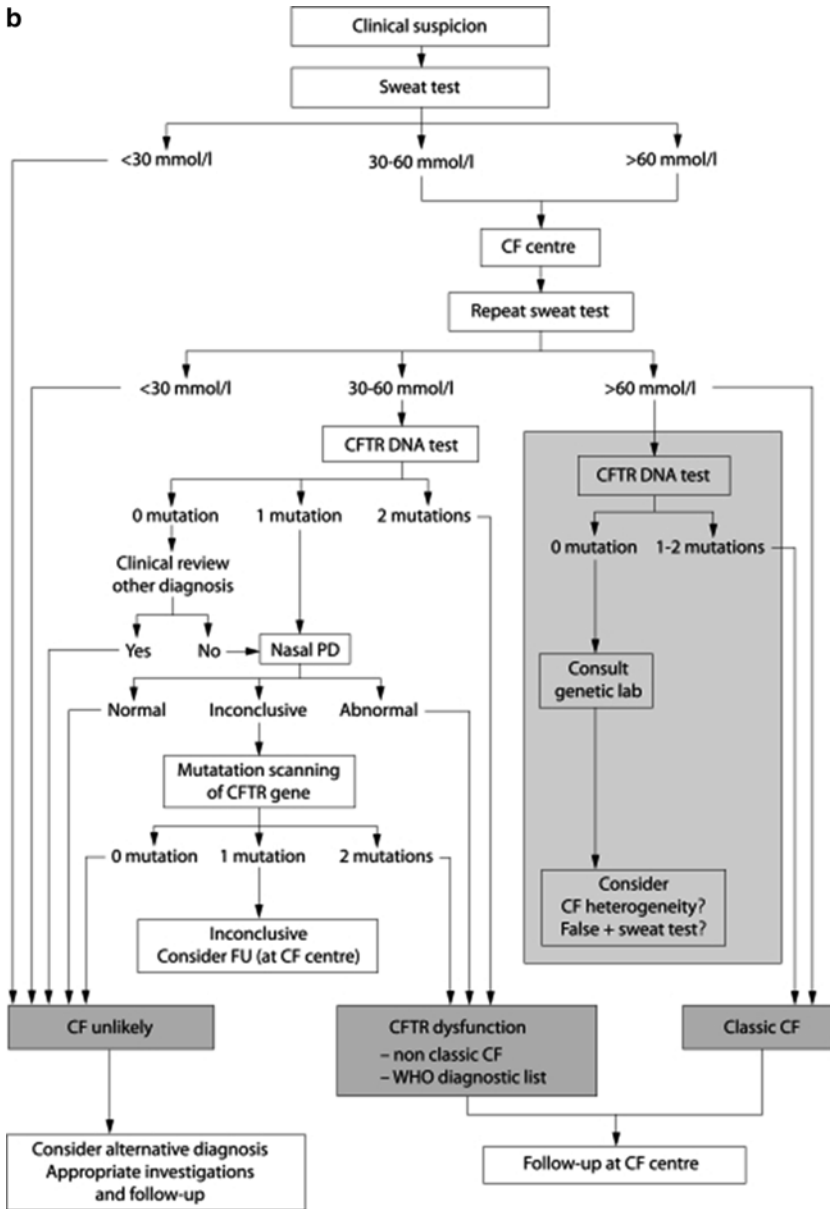 b
Clinical suspicion
Sweat test
<30 mmol/l
30-60 mmol/l
>60 mmol/l
CF centre
Repeat sweat test
<30 mmol/l
30-60 mmol/l
>60 mmol/l
CFTR DNA test
CFTR DNA test
0 mutation
1 mutation
2 mutations
0 mutation
1-2 mutations
Clinical review
other diagnosis
Yes
No
Nasal PD
Consult
genetic lab
Normal
Inconclusive
Abnormal
Mutatation scanning
of CFTR gene
0 mutation
1 mutation
2 mutations
Consider
CF heterogeneity?
False + sweat test?
Inconclusive
Consider FU (at CF centre)
CF unlikely
CFTR dysfunction
– non classic CF
– WHO diagnostic list
Classic CF
Consider alternative diagnosis
Appropriate investigations
and follow-up
Follow-up at CF centre